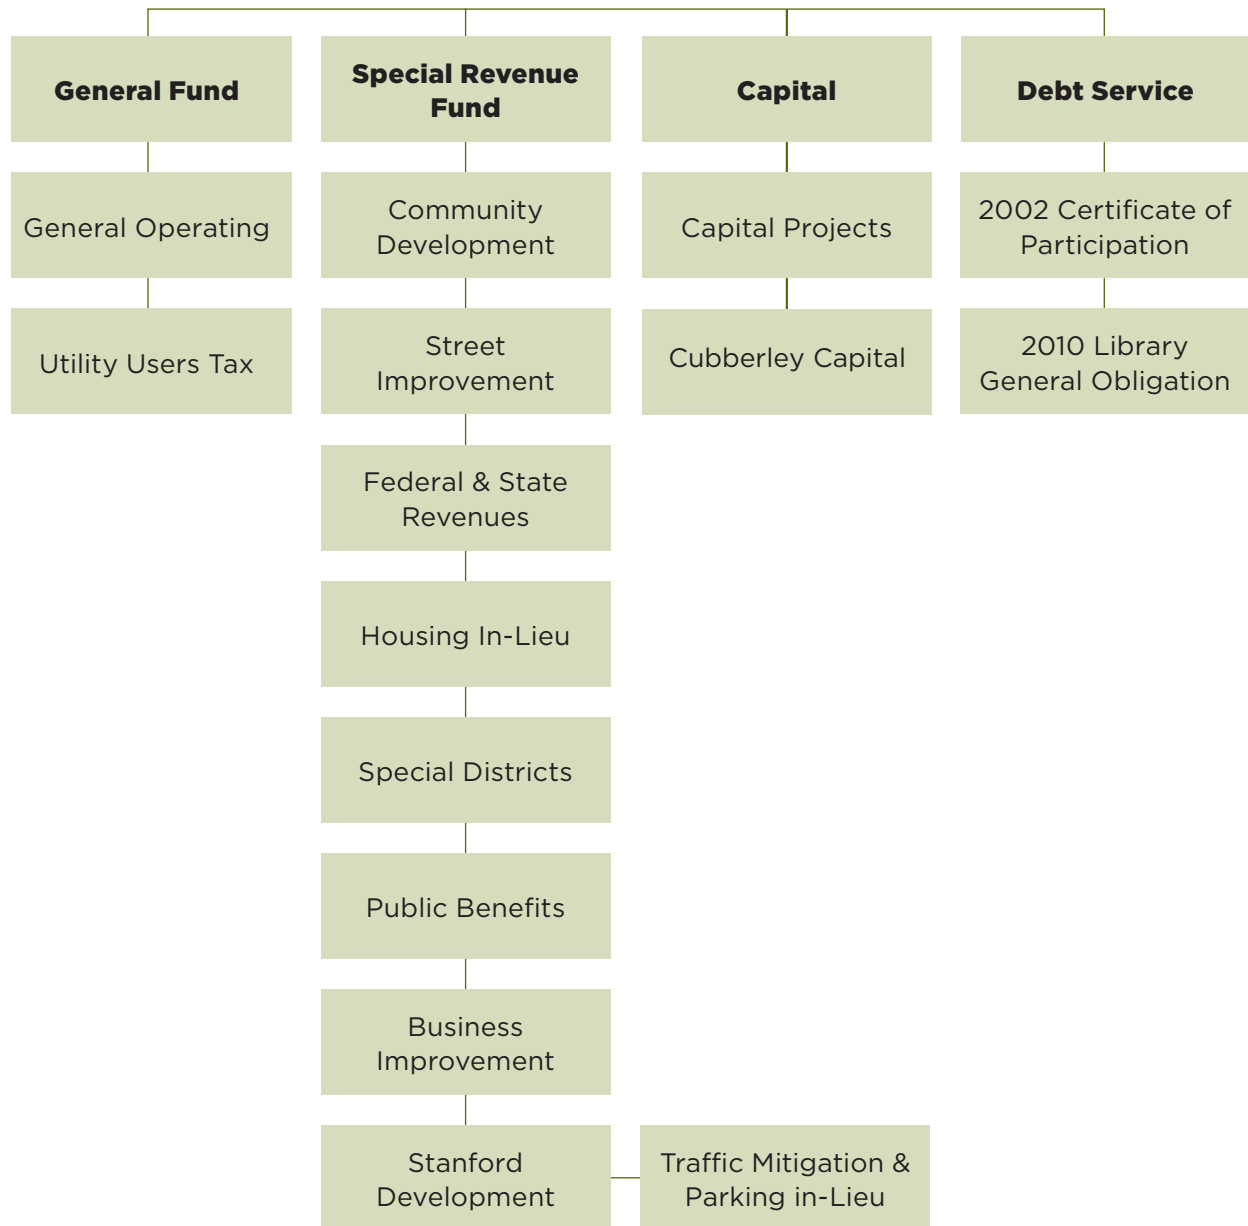 General Fund
Special Revenue
Fund
Capital
Debt Service
General Operating
Community
Development
Capital Projects
2002 Certificate of
Participation
Utility Users Tax
Street
Improvement
Cubberley Capital
2010 Library
General Obligation
Federal & State
Revenues
Housing In-Lieu
Special Districts
Public Benefits
Business
Improvement
Stanford
Development
Traffic Mitigation &
Parking in-Lieu